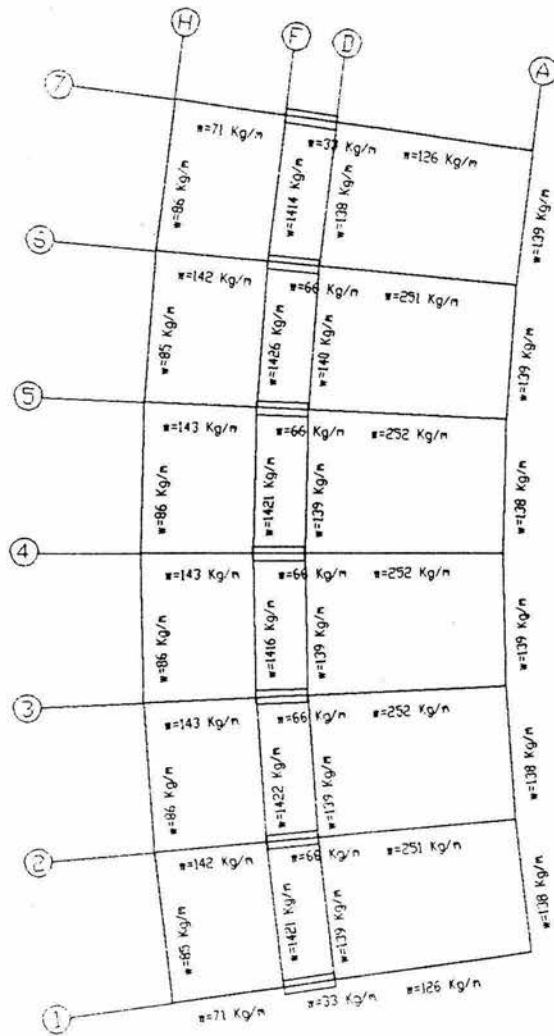 H
F
D
A
7
w=71 Kg/m
w=33 Kg/m
w=126 Kg/m
w=86 Kg/m
w=1414 Kg/m
w=138 Kg/m
w=139 Kg/m
6
w=142 Kg/m
w=66 Kg/m
w=251 Kg/m
w=85 Kg/m
w=1426 Kg/m
w=140 Kg/m
w=139 Kg/m
5
w=143 Kg/m
w=66 Kg/m
w=252 Kg/m
w=86 Kg/m
w=1421 Kg/m
w=139 Kg/m
w=138 Kg/m
4
w=143 Kg/m
w=66 Kg/m
w=252 Kg/m
w=86 Kg/m
w=1416 Kg/m
w=139 Kg/m
w=139 Kg/m
3
w=143 Kg/m
w=66 Kg/m
w=252 Kg/m
w=86 Kg/m
w=1422 Kg/m
w=139 Kg/m
w=138 Kg/m
2
w=142 Kg/m
w=66 Kg/m
w=251 Kg/m
w=85 Kg/m
w=1421 Kg/m
w=139 Kg/m
w=138 Kg/m
1
w=71 Kg/m
w=33 Kg/m
w=126 Kg/m